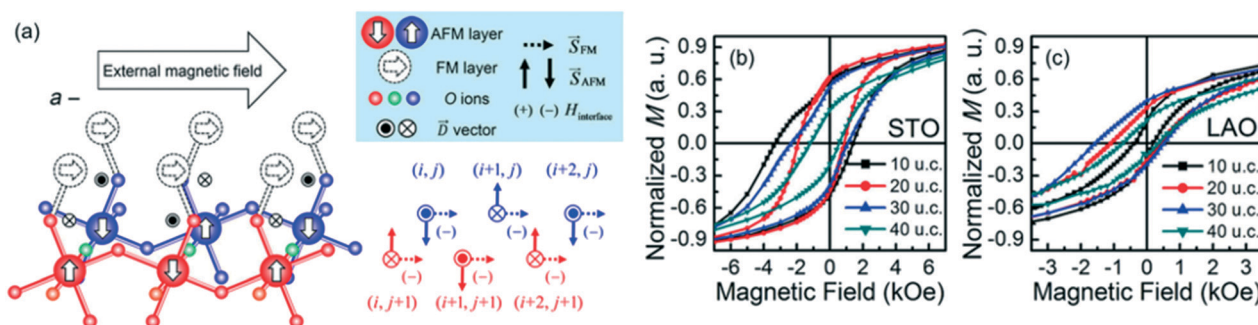 (a)
External magnetic field
a –
AFM layer
FM layer
O ions
D⃗ vector
S⃗FM
S⃗AFM
(+) (–) Hinterface
(i, j) (i+1, j) (i+2, j)
(–) (–) (–)
(–) (–) (–)
(i, j+1) (i+1, j+1) (i+2, j+1)
(b)
Normalized M (a. u.)
0.9
0.6
0.3
0.0
-0.3
-0.6
-0.9
STO
10 u.c.
20 u.c.
30 u.c.
40 u.c.
-6 -4 -2 0 2 4 6
Magnetic Field (kOe)
(c)
Normalized M (a. u.)
0.9
0.6
0.3
0.0
-0.3
-0.6
-0.9
LAO
10 u.c.
20 u.c.
30 u.c.
40 u.c.
-3 -2 -1 0 1 2 3
Magnetic Field (kOe)